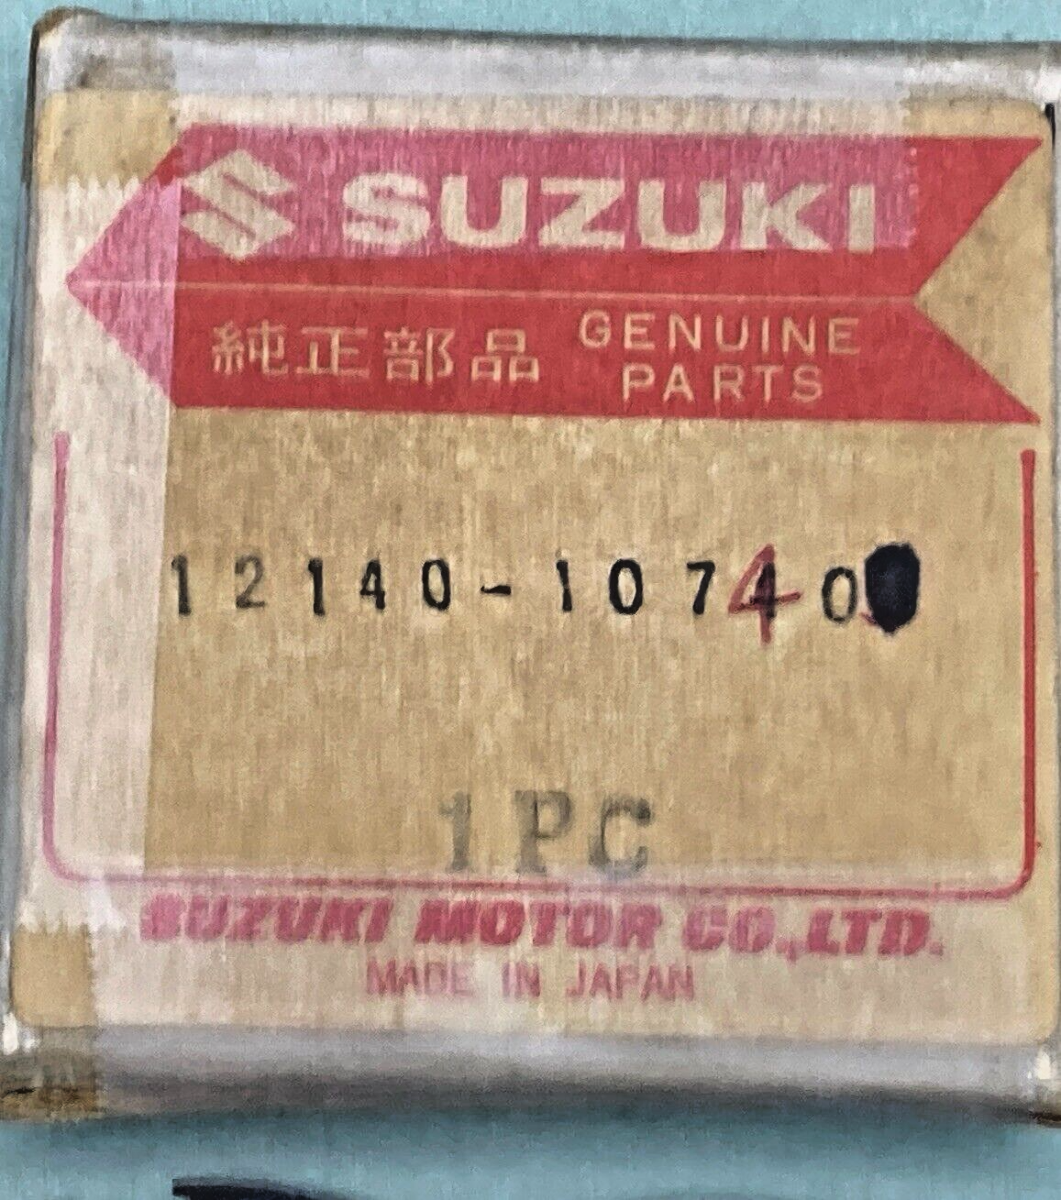 SUZUKI
純正部品 GENUINE
PARTS
12140-10740
1PC
SUZUKI MOTOR CO.,LTD.
MADE IN JAPAN